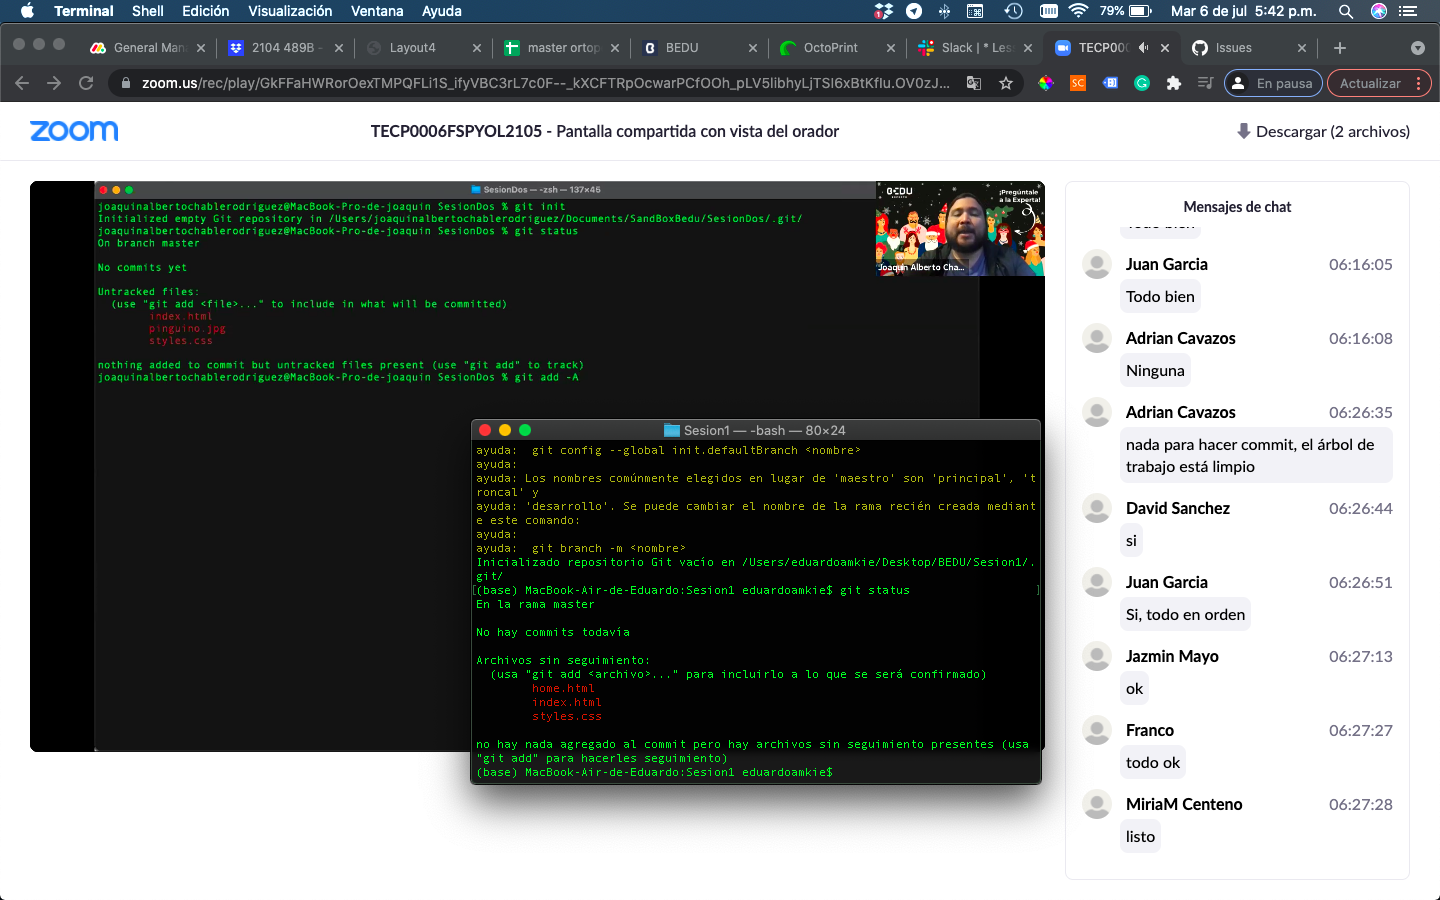 Terminal Shell Edición Visualización Ventana Ayuda 79% Mar 6 de jul 5:42 p.m.
General Man 2104 489B - Layout4 master ortop BEDU OctoPrint Slack | * Les TECP000 Issues
zoom.us/rec/play/GkFFaHWRorOexTMPQFLi1S_ifyVBC3rL7c0F--_kXCFTRpOcwarPCfOOh_pLV5libhyLjTSl6xBtKflu.OV0zJ... SC En pausa Actualizar
zoom
TECP0006FSPYOL2105 - Pantalla compartida con vista del orador
Descargar (2 archivos)
SesionDos — -zsh — 137×46
joaquinalbertochablerodriguez@MacBook-Pro-de-joaquin SesionDos % git init
Initialized empty Git repository in /Users/joaquinalbertochablerodriguez/Documents/SandBoxBedu/SesionDos/.git/
joaquinalbertochablerodriguez@MacBook-Pro-de-joaquin SesionDos % git status
On branch master
No commits yet
Untracked files:
(use "git add <file>..." to include in what will be committed)
index.html
pinguino.jpg
styles.css
nothing added to commit but untracked files present (use "git add" to track)
joaquinalbertochablerodriguez@MacBook-Pro-de-joaquin SesionDos % git add -A
BEDU
¡Pregúntale
a la Experta!
Joaquin Alberto Cha...
Sesion1 — -bash — 80×24
ayuda:  git config --global init.defaultBranch <nombre>
ayuda:
ayuda: Los nombres comúnmente elegidos en lugar de 'maestro' son 'principal', 't
roncal' y
ayuda: 'desarrollo'. Se puede cambiar el nombre de la rama recién creada mediant
e este comando:
ayuda:
ayuda:  git branch -m <nombre>
Inicializado repositorio Git vacío en /Users/eduardoamkie/Desktop/BEDU/Sesion1/.
git/
[(base) MacBook-Air-de-Eduardo:Sesion1 eduardoamkie$ git status ]
En la rama master
No hay commits todavía
Archivos sin seguimiento:
(usa "git add <archivo>..." para incluirlo a lo que se será confirmado)
home.html
index.html
styles.css
no hay nada agregado al commit pero hay archivos sin seguimiento presentes (usa
"git add" para hacerles seguimiento)
(base) MacBook-Air-de-Eduardo:Sesion1 eduardoamkie$
Mensajes de chat
Todo bien
Juan Garcia 06:16:05
Todo bien
Adrian Cavazos 06:16:08
Ninguna
Adrian Cavazos 06:26:35
nada para hacer commit, el árbol de
trabajo está limpio
David Sanchez 06:26:44
si
Juan Garcia 06:26:51
Si, todo en orden
Jazmin Mayo 06:27:13
ok
Franco 06:27:27
todo ok
MiriaM Centeno 06:27:28
listo